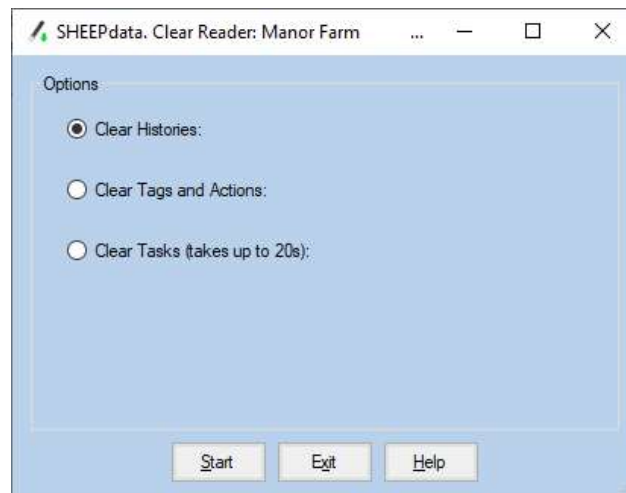 SHEEPdata. Clear Reader: Manor Farm ...
Options
Clear Histories:
Clear Tags and Actions:
Clear Tasks (takes up to 20s):
Start Exit Help